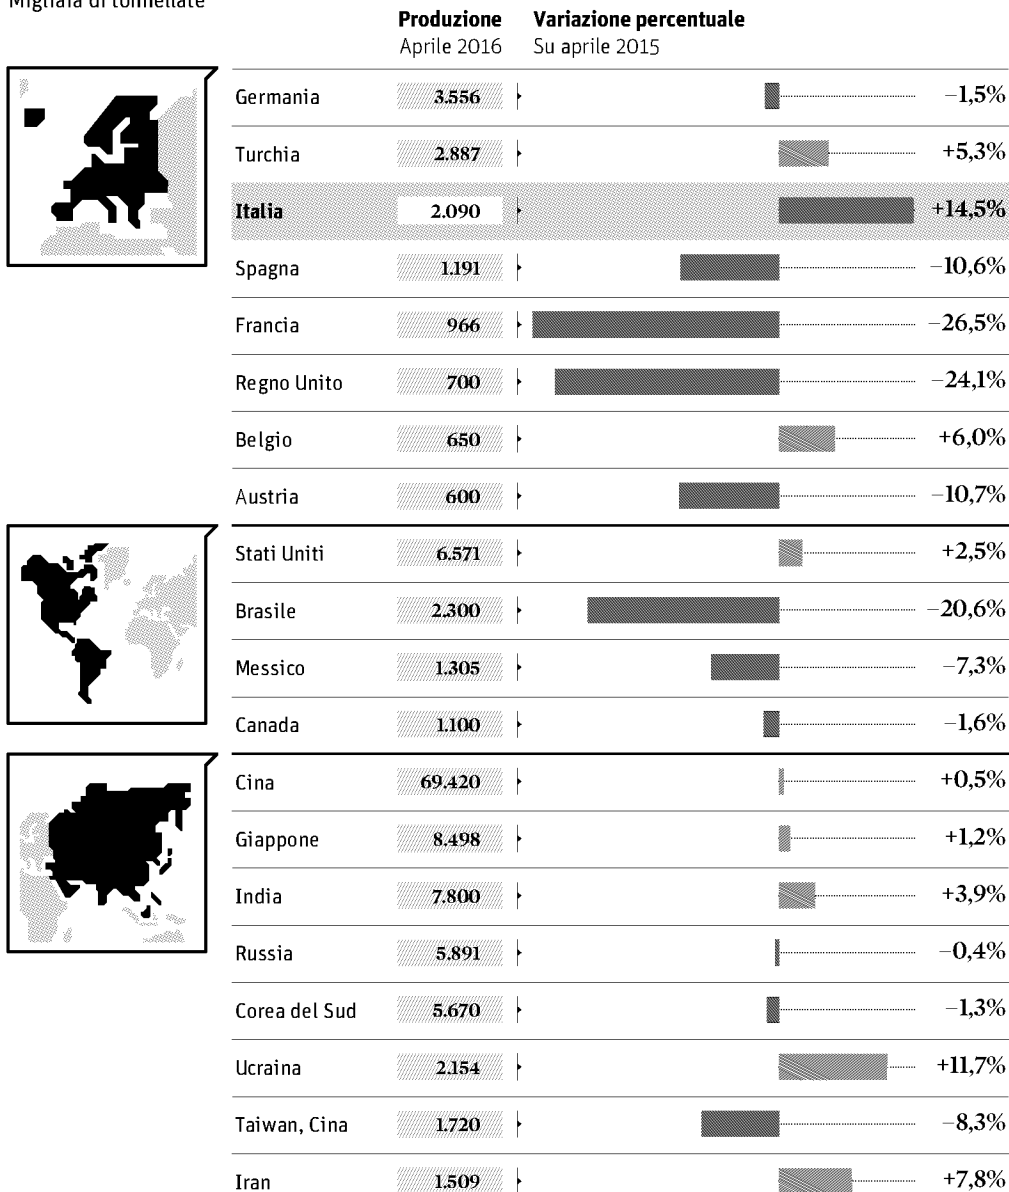 Migliaia di tonnellate
Produzione Variazione percentuale
Aprile 2016 Su aprile 2015
Germania 3.556 –1,5%
Turchia 2.887 +5,3%
Italia 2.090 +14,5%
Spagna 1.191 –10,6%
Francia 966 –26,5%
Regno Unito 700 –24,1%
Belgio 650 +6,0%
Austria 600 –10,7%
Stati Uniti 6.571 +2,5%
Brasile 2.300 –20,6%
Messico 1.305 –7,3%
Canada 1.100 –1,6%
Cina 69.420 +0,5%
Giappone 8.498 +1,2%
India 7.800 +3,9%
Russia 5.891 –0,4%
Corea del Sud 5.670 –1,3%
Ucraina 2.154 +11,7%
Taiwan, Cina 1.720 –8,3%
Iran 1.509 +7,8%